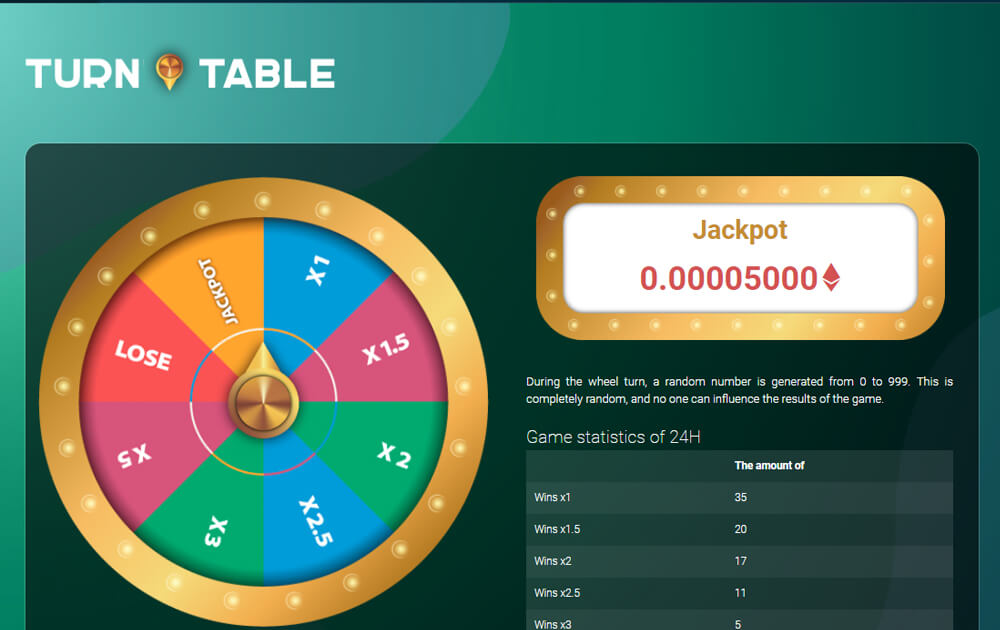 TURN TABLE
JACKPOT
X1
X1.5
X2
X2.5
X3
X5
LOSE
Jackpot
0.00005000
During the wheel turn, a random number is generated from 0 to 999. This is
completely random, and no one can influence the results of the game.
Game statistics of 24H
The amount of
Wins x1 35
Wins x1.5 20
Wins x2 17
Wins x2.5 11
Wins x3 5